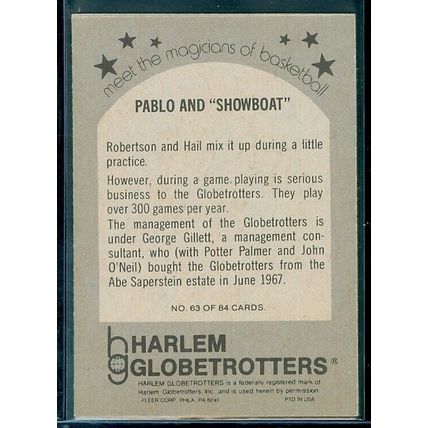 meet the magicians of basketball
PABLO AND "SHOWBOAT"
Robertson and Hail mix it up during a little
practice.
However, during a game playing is serious
business to the Globetrotters. They play
over 300 games per year.
The management of the Globetrotters is
under George Gillett, a management con-
sultant, who (with Potter Palmer and John
O'Neil) bought the Globetrotters from the
Abe Saperstein estate in June 1967.
NO. 63 OF 84 CARDS.
hg HARLEM
GLOBETROTTERS®
HARLEM GLOBETROTTERS is a federally registered mark of
Harlem Globetrotters, Inc. and is used herein by permission.
FLEER CORP., PHILA., PA 19141 PTD IN USA